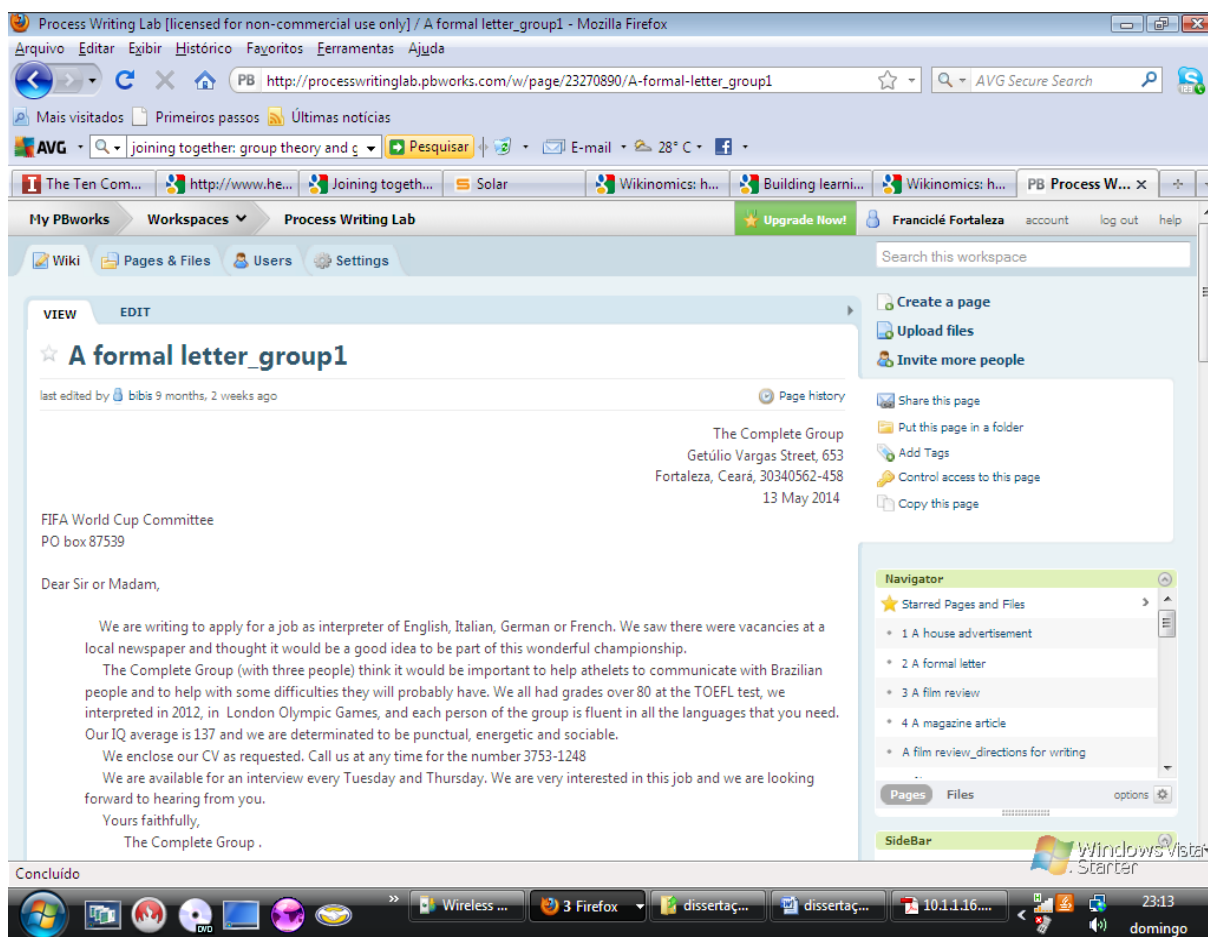 Process Writing Lab [licensed for non-commercial use only] / A formal letter_group1 - Mozilla Firefox
Arquivo Editar Exibir Histórico Favoritos Ferramentas Ajuda
PB http://processwritinglab.pbworks.com/w/page/23270890/A-formal-letter_group1 AVG Secure Search
Mais visitados Primeiros passos Últimas notícias
AVG joining together: group theory and g Pesquisar E-mail 28° C
The Ten Com... http://www.he... Joining togeth... Solar Wikinomics: h... Building learni... Wikinomics: h... PB Process W...
My PBworks Workspaces Process Writing Lab Upgrade Now! Franciclé Fortaleza account log out help
Wiki Pages & Files Users Settings
Search this workspace
VIEW EDIT
A formal letter_group1
last edited by bibis 9 months, 2 weeks ago Page history
The Complete Group
Getúlio Vargas Street, 653
Fortaleza, Ceará, 30340562-458
13 May 2014
FIFA World Cup Committee
PO box 87539
Dear Sir or Madam,
We are writing to apply for a job as interpreter of English, Italian, German or French. We saw there were vacancies at a
local newspaper and thought it would be a good idea to be part of this wonderful championship.
The Complete Group (with three people) think it would be important to help athelets to communicate with Brazilian
people and to help with some difficulties they will probably have. We all had grades over 80 at the TOEFL test, we
interpreted in 2012, in London Olympic Games, and each person of the group is fluent in all the languages that you need.
Our IQ average is 137 and we are determinated to be punctual, energetic and sociable.
We enclose our CV as requested. Call us at any time for the number 3753-1248
We are available for an interview every Tuesday and Thursday. We are very interested in this job and we are looking
forward to hearing from you.
Yours faithfully,
The Complete Group .
Create a page
Upload files
Invite more people
Share this page
Put this page in a folder
Add Tags
Control access to this page
Copy this page
Navigator
Starred Pages and Files
1 A house advertisement
2 A formal letter
3 A film review
4 A magazine article
A film review_directions for writing
Pages Files options
SideBar
Windows Vista
Starter
Concluído
DVD Wireless ... 3 Firefox dissertaç... dissertaç... 10.1.1.16.... 23:13
domingo